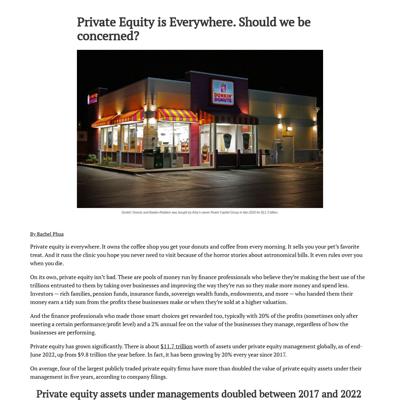 Private Equity is Everywhere. Should we be
concerned?
DUNKIN'
DONUTS
Dunkin' Donuts and Baskin-Robbins was bought by Arby's-owner Roark Capital Group in late 2020 for $11.3 billion.
By Rachel Phua
Private equity is everywhere. It owns the coffee shop you get your donuts and coffee from every morning. It sells you your pet's favorite
treat. And it runs the clinic you hope you never need to visit because of the horror stories about astronomical bills. It even rules over you
when you die.
On its own, private equity isn't bad. These are pools of money run by finance professionals who believe they're making the best use of the
trillions entrusted to them by taking over businesses and improving the way they're run so they make more money and spend less.
Investors — rich families, pension funds, insurance funds, sovereign wealth funds, endowments, and more — who handed them their
money earn a tidy sum from the profits these businesses make or when they're sold at a higher valuation.
And the finance professionals who made those smart choices get rewarded too, typically with 20% of the profits (sometimes only after
meeting a certain performance/profit level) and a 2% annual fee on the value of the businesses they manage, regardless of how the
businesses are performing.
Private equity has grown significantly. There is about $11.7 trillion worth of assets under private equity management globally, as of end-
June 2022, up from $9.8 trillion the year before. In fact, it has been growing by 20% every year since 2017.
On average, four of the largest publicly traded private equity firms have more than doubled the value of private equity assets under their
management in five years, according to company filings.
Private equity assets under managements doubled between 2017 and 2022